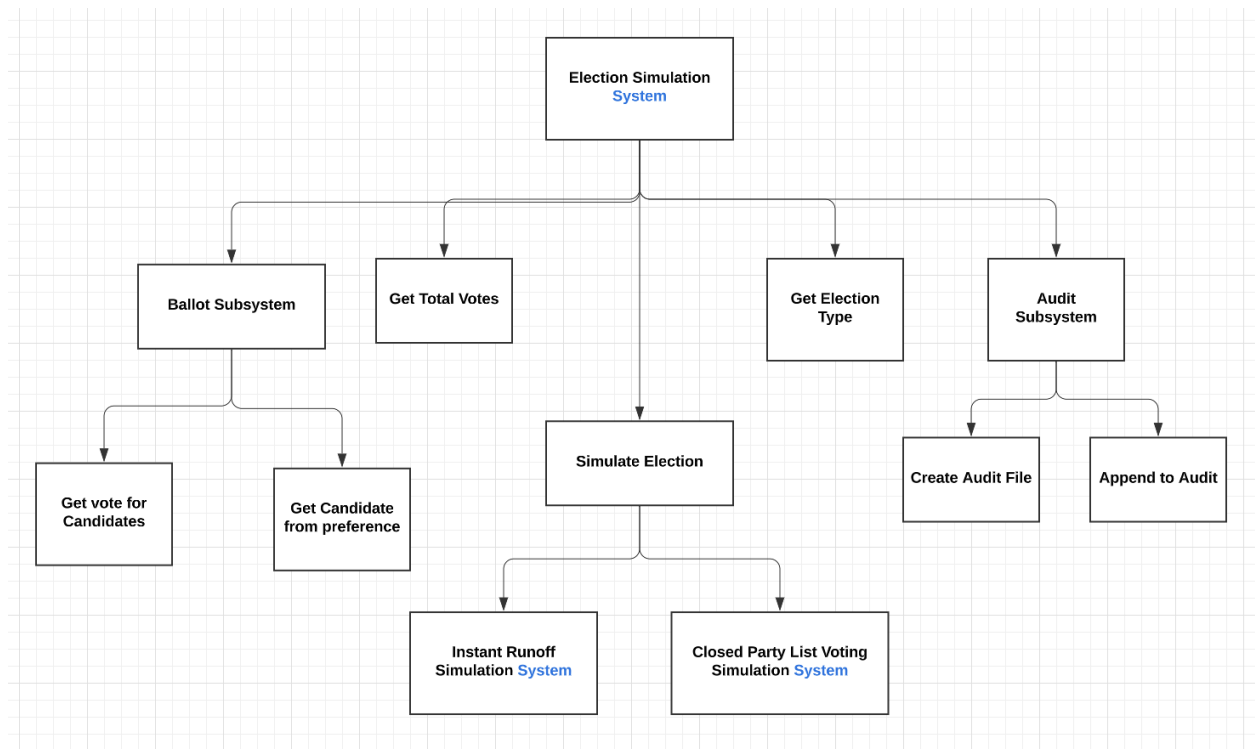 Election Simulation
System
Ballot Subsystem
Get Total Votes
Get Election
Type
Audit
Subsystem
Simulate Election
Get vote for
Candidates
Get Candidate
from preference
Create Audit File
Append to Audit
Instant Runoff
Simulation System
Closed Party List Voting
Simulation System